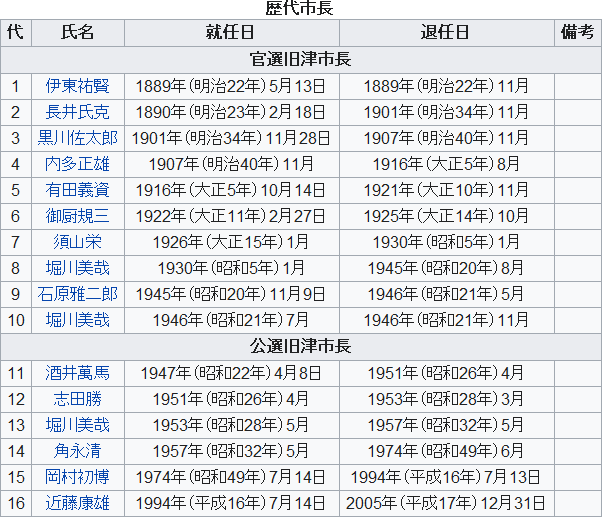 歴代市長
代 氏名 就任日 退任日 備考
官選旧津市長
1 伊東祐賢 1889年(明治22年)5月13日 1889年(明治22年)11月
2 長井氏克 1890年(明治23年)2月18日 1901年(明治34年)11月
3 黒川佐太郎 1901年(明治34年)11月28日 1907年(明治40年)11月
4 内多正雄 1907年(明治40年)11月 1916年(大正5年)8月
5 有田義資 1916年(大正5年)10月14日 1921年(大正10年)11月
6 御厨規三 1922年(大正11年)2月27日 1925年(大正14年)10月
7 須山栄 1926年(大正15年)1月 1930年(昭和5年)1月
8 堀川美哉 1930年(昭和5年)1月 1945年(昭和20年)8月
9 石原雅二郎 1945年(昭和20年)11月9日 1946年(昭和21年)5月
10 堀川美哉 1946年(昭和21年)7月 1946年(昭和21年)11月
公選旧津市長
11 酒井萬馬 1947年(昭和22年)4月8日 1951年(昭和26年)4月
12 志田勝 1951年(昭和26年)4月 1953年(昭和28年)3月
13 堀川美哉 1953年(昭和28年)5月 1957年(昭和32年)5月
14 角永清 1957年(昭和32年)5月 1974年(昭和49年)6月
15 岡村初博 1974年(昭和49年)7月14日 1994年(平成16年)7月13日
16 近藤康雄 1994年(平成16年)7月14日 2005年(平成17年)12月31日